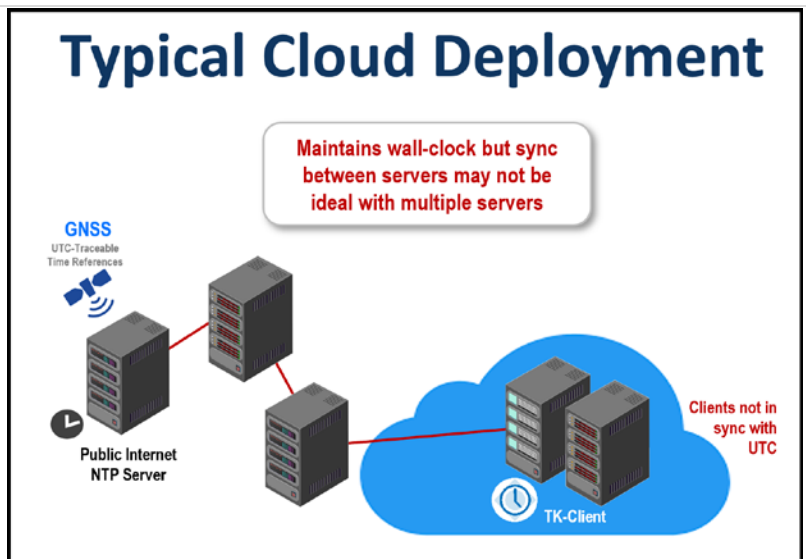 Typical Cloud Deployment
Maintains wall-clock but sync
between servers may not be
ideal with multiple servers
GNSS
UTC-Traceable
Time References
Public Internet
NTP Server
Clients not in
sync with
UTC
TK-Client